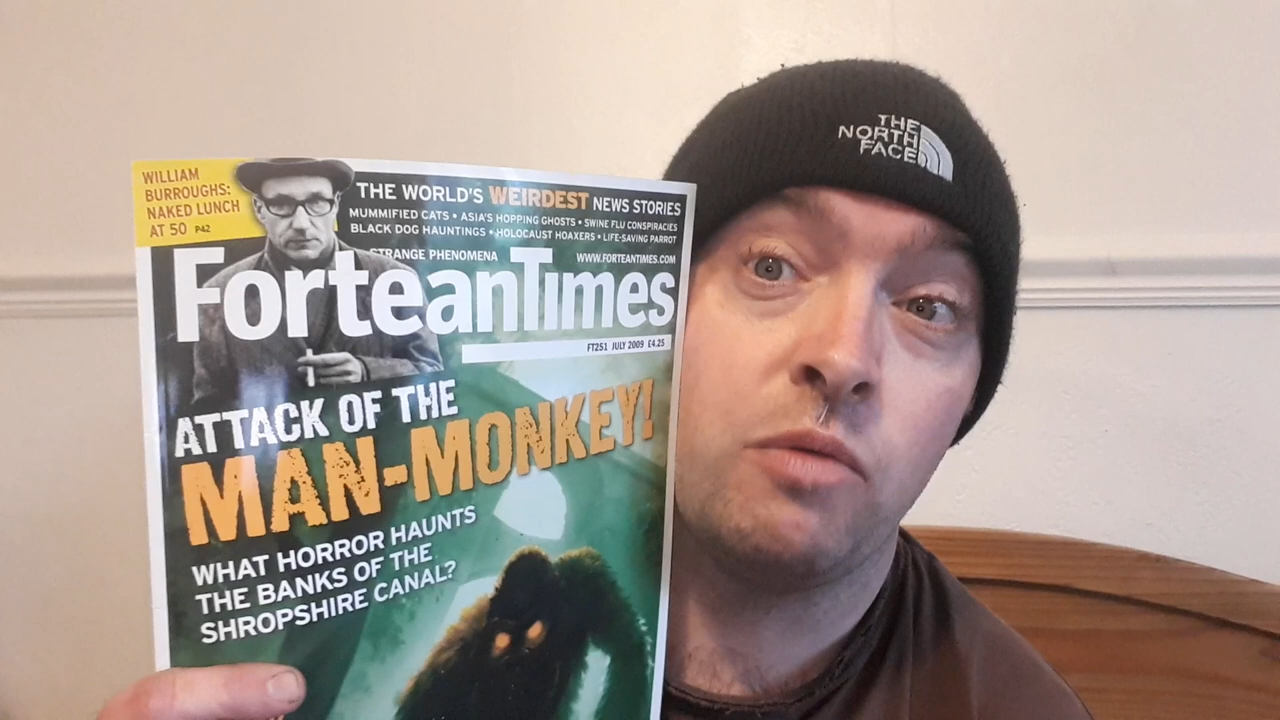 WILLIAM
BURROUGHS:
NAKED LUNCH
AT 50 P42
THE WORLD'S WEIRDEST NEWS STORIES
MUMMIFIED CATS • ASIA'S HOPPING GHOSTS • SWINE FLU CONSPIRACIES
BLACK DOG HAUNTINGS • HOLOCAUST HOAXERS • LIFE-SAVING PARROT
STRANGE PHENOMENA WWW.FORTEANTIMES.COM
ForteanTimes
FT251 JULY 2009 £4.25
ATTACK OF THE
MAN-MONKEY!
WHAT HORROR HAUNTS
THE BANKS OF THE
SHROPSHIRE CANAL?
THE
NORTH
FACE